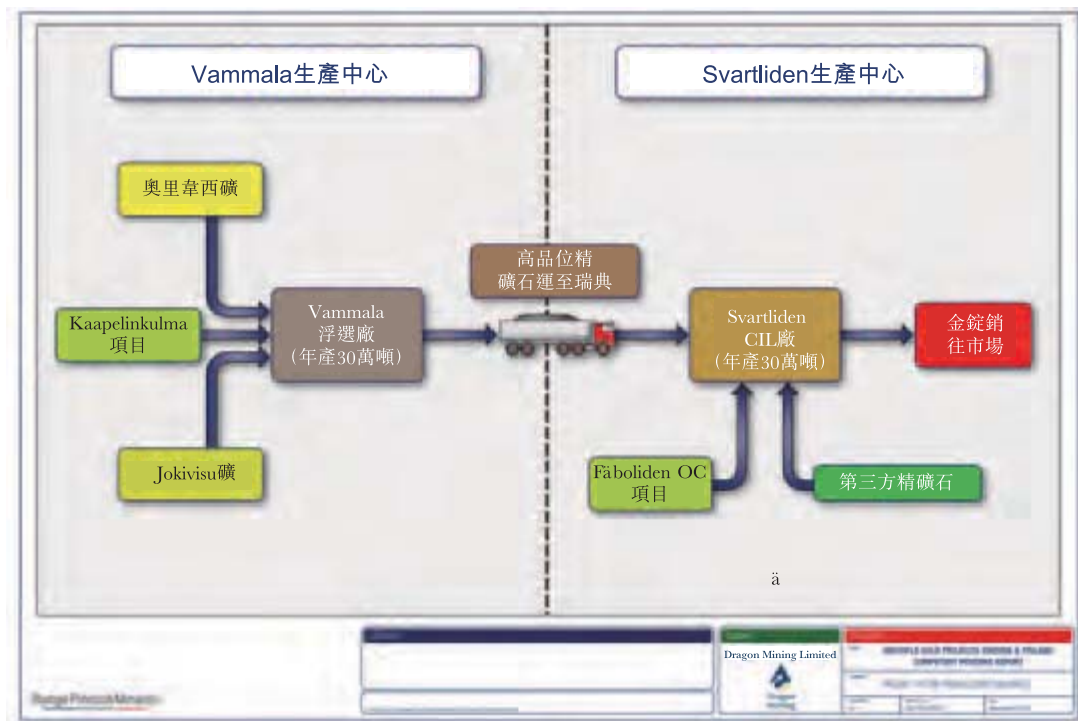 Vammala生產中心
Svartliden生產中心
奧里韋西礦
高品位精
礦石運至瑞典
Kaapelinkulma
項目
Vammala
浮選廠
(年產30萬噸)
Svartliden
CIL廠
(年產30萬噸)
金錠銷
往市場
Jokivisu礦
Fäboliden OC
項目
第三方精礦石
ä
Dragon Mining Limited